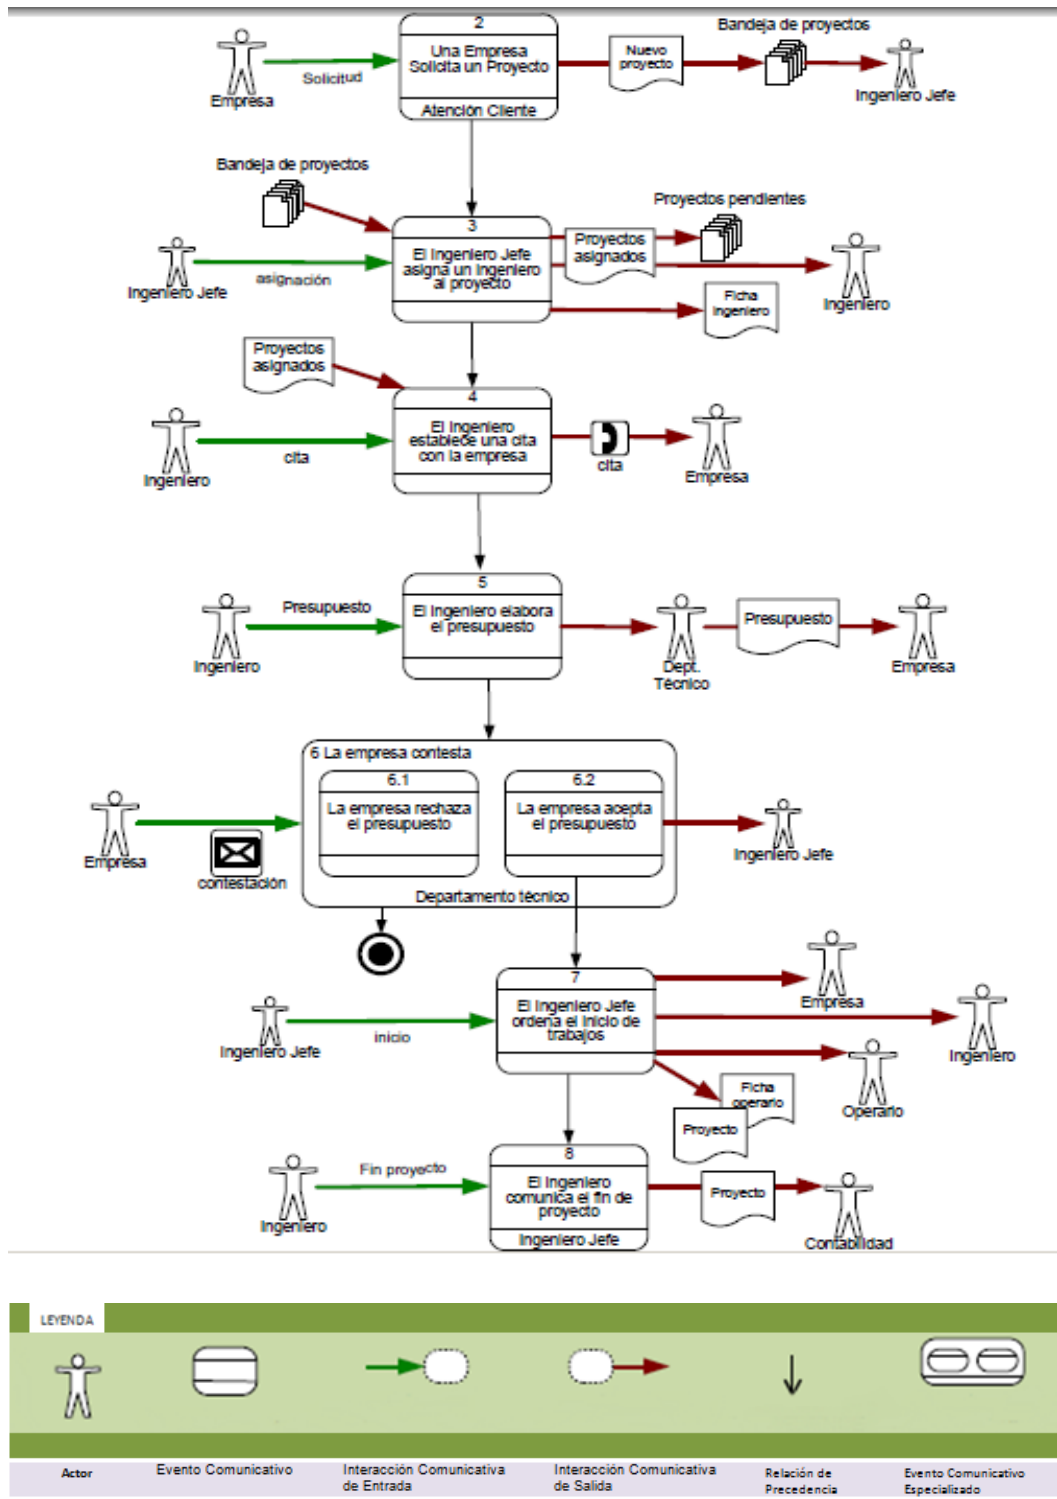 2
Una Empresa
Solicita un Proyecto
Atención Cliente
Empresa
Solicitud
Nuevo
proyecto
Bandeja de proyectos
Ingeniero Jefe
Bandeja de proyectos
Ingeniero Jefe
asignación
3
El Ingeniero Jefe
asigna un Ingeniero
al proyecto
Proyectos
asignados
Proyectos pendientes
Ingeniero
Ficha
Ingeniero
Proyectos
asignados
Ingeniero
cita
4
El Ingeniero
establece una cita
con la empresa
cita
Empresa
Ingeniero
Presupuesto
5
El Ingeniero elabora
el presupuesto
Dept.
Técnico
Presupuesto
Empresa
6 La empresa contesta
6.1
La empresa rechaza
el presupuesto
6.2
La empresa acepta
el presupuesto
Departamento técnico
Empresa
contestación
Ingeniero Jefe
Ingeniero Jefe
inicio
7
El Ingeniero Jefe
ordena el inicio de
trabajos
Empresa
Ingeniero
Operario
Ficha
operario
Proyecto
Ingeniero
Fin proyecto
8
El Ingeniero
comunica el fin de
proyecto
Ingeniero Jefe
Proyecto
Contabilidad
LEYENDA
Actor
Evento Comunicativo
Interacción Comunicativa
de Entrada
Interacción Comunicativa
de Salida
Relación de
Precedencia
Evento Comunicativo
Especializado